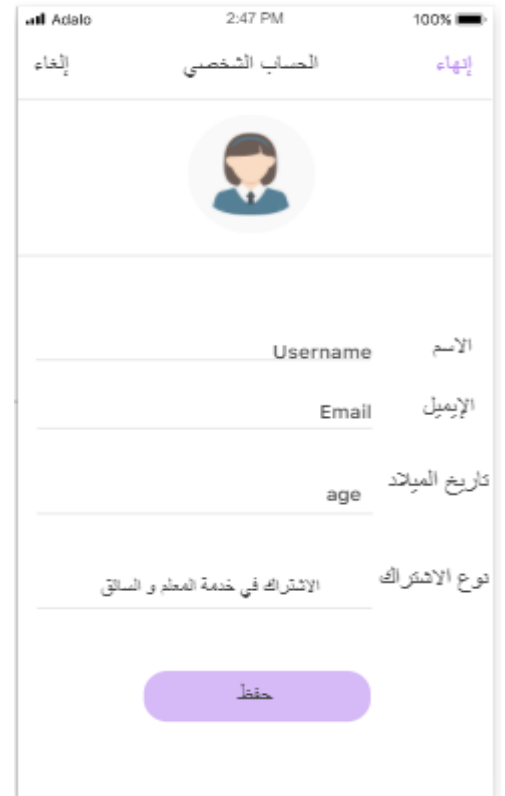 Adalo 2:47 PM 100%
إنهاء الحساب الشخصي إلغاء
الاسم Username
الإيميل Email
تاريخ الميلاد age
نوع الاشتراك الاشتراك في خدمة المعلم و السائق
حفظ